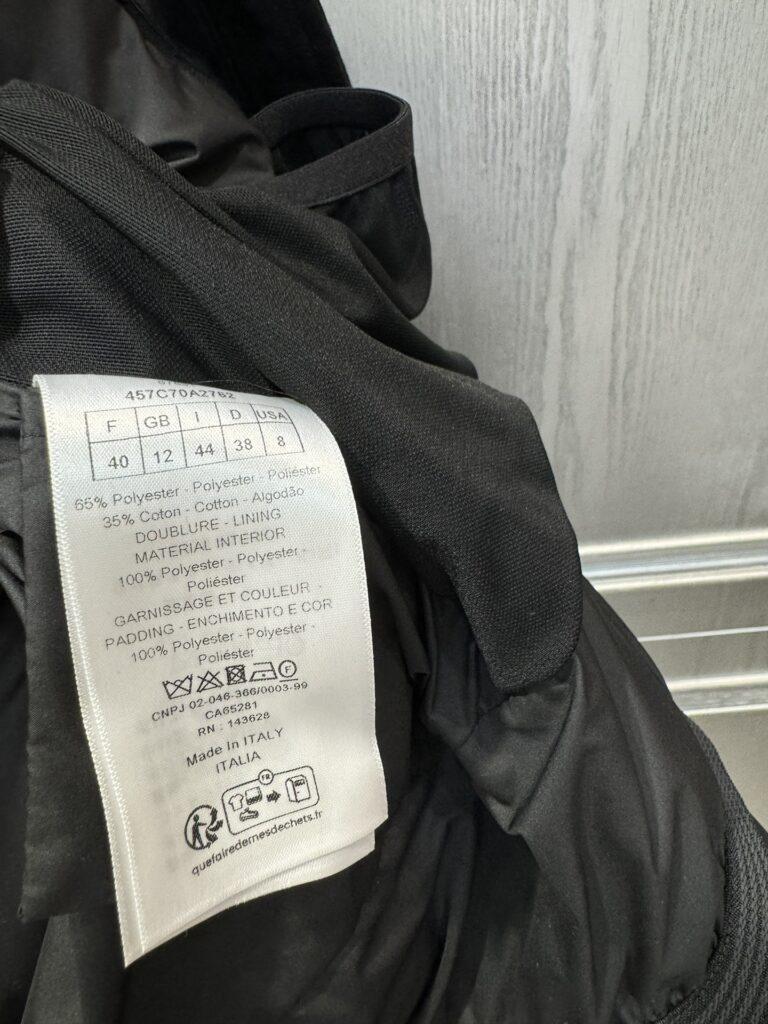 457C70A2762
F GB I D USA
40 12 44 38 8
65% Polyester - Polyester - Poliéster
35% Coton - Cotton - Algodão
DOUBLURE - LINING
MATERIAL INTERIOR
100% Polyester - Polyester -
Poliéster
GARNISSAGE ET COULEUR -
PADDING - ENCHIMENTO E COR
100% Polyester - Polyester -
Poliéster
F
CNPJ 02-046-366/0003-99
CA65281
RN : 143628
Made In ITALY
ITALIA
FR
quefairedemesdechets.fr